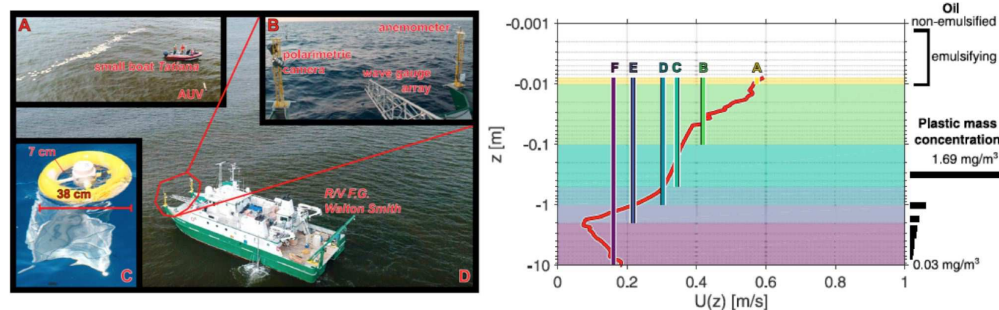 A
small boat Tatiana
AUV
B
anemometer
polarimetric
camera
wave gauge
array
7 cm
38 cm
C
R/V F.G.
Walton Smith
D
-0.001
-0.01
-0.1
-1
-10
z [m]
F E D C B A
0 0.2 0.4 0.6 0.8 1
U(z) [m/s]
Oil
non-emulsified
emulsifying
Plastic mass
concentration
1.69 mg/m³
0.03 mg/m³